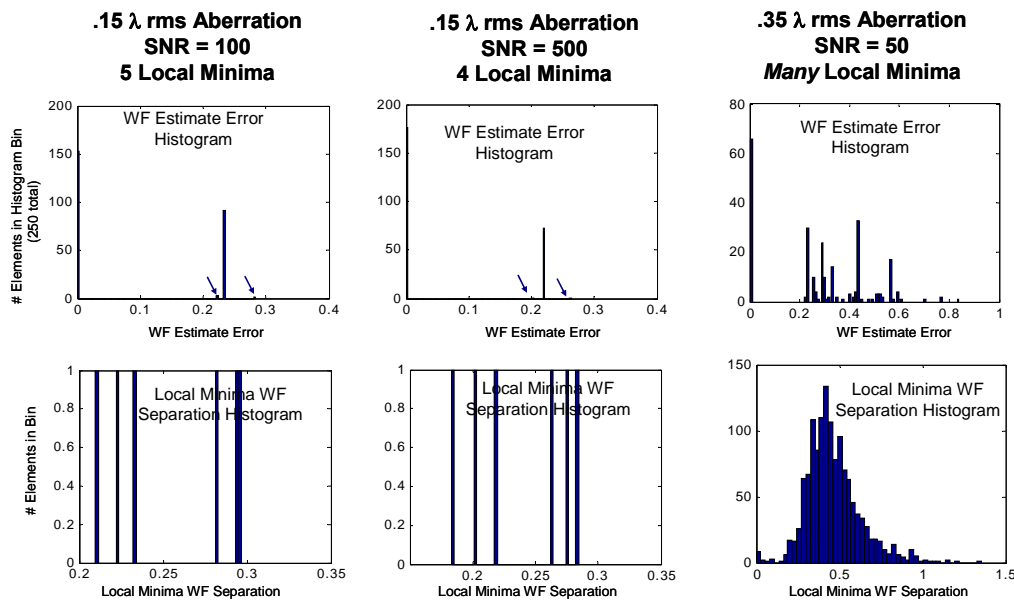 .15 λ rms Aberration
SNR = 100
5 Local Minima
.15 λ rms Aberration
SNR = 500
4 Local Minima
.35 λ rms Aberration
SNR = 50
Many Local Minima
# Elements in Histogram Bin
(250 total)
200
150
100
50
0
WF Estimate Error
Histogram
0 0.1 0.2 0.3 0.4
WF Estimate Error
200
150
100
50
0
WF Estimate Error
Histogram
0 0.1 0.2 0.3 0.4
WF Estimate Error
80
60
40
20
0
WF Estimate Error
Histogram
0 0.2 0.4 0.6 0.8 1
WF Estimate Error
# Elements in Bin
1
0.8
0.6
0.4
0.2
0
Local Minima WF
Separation Histogram
0.2 0.25 0.3 0.35
Local Minima WF Separation
1
0.8
0.6
0.4
0.2
0
Local Minima WF
Separation Histogram
0.2 0.25 0.3 0.35
Local Minima WF Separation
150
100
50
0
Local Minima WF
Separation Histogram
0 0.5 1 1.5
Local Minima WF Separation